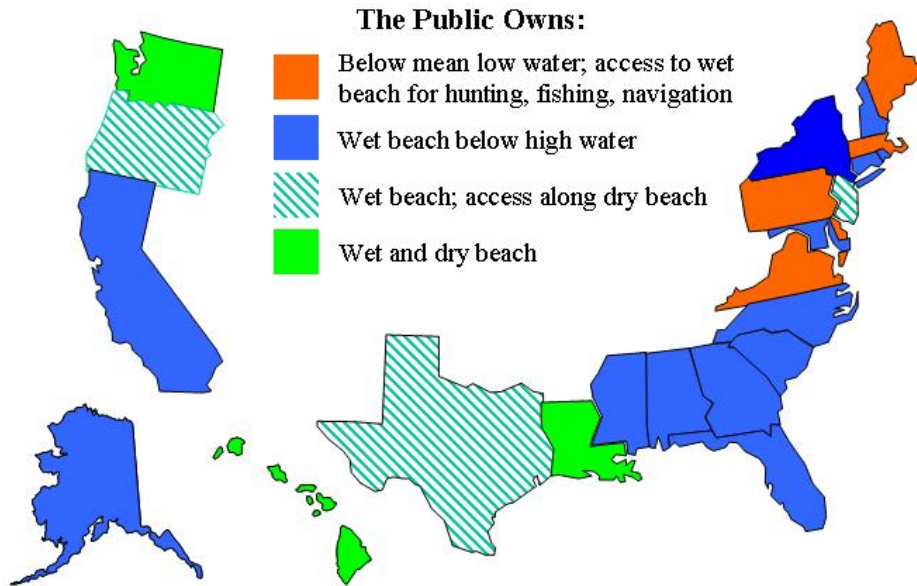 The Public Owns:
Below mean low water; access to wet
beach for hunting, fishing, navigation
Wet beach below high water
Wet beach; access along dry beach
Wet and dry beach